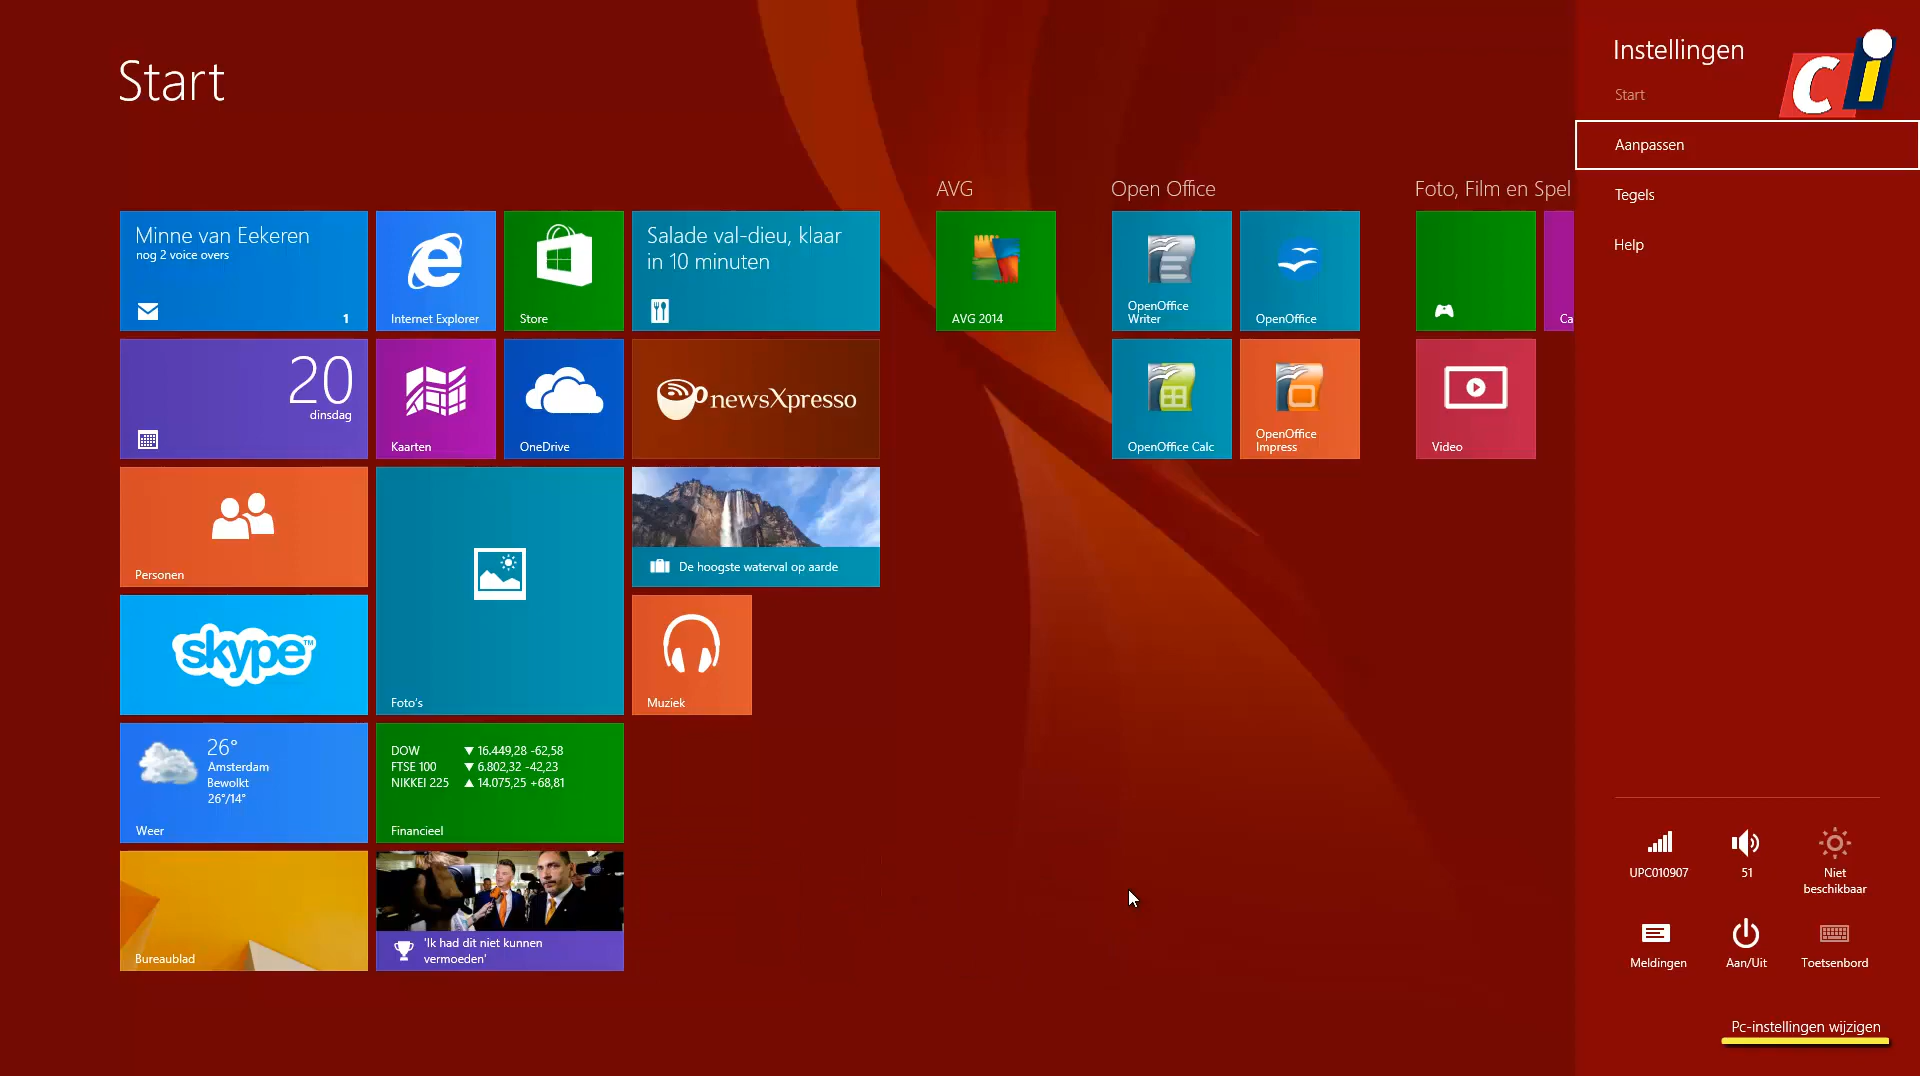 Start
Minne van Eekeren
nog 2 voice overs
1
Internet Explorer
Store
Salade val-dieu, klaar
in 10 minuten
20
dinsdag
Kaarten
OneDrive
newsXpresso
Personen
Foto's
De hoogste waterval op aarde
skype™
Muziek
26°
Amsterdam
Bewolkt
26°/14°
Weer
DOW ▼ 16.449,28 -62,58
FTSE 100 ▼ 6.802,32 -42,23
NIKKEI 225 ▲ 14.075,25 +68,81
Financieel
Bureaublad
'Ik had dit niet kunnen
vermoeden'
AVG
AVG 2014
Open Office
OpenOffice
Writer
OpenOffice
OpenOffice Calc
OpenOffice
Impress
Foto, Film en Spel
Ca
Video
Instellingen
ci
Start
Aanpassen
Tegels
Help
UPC010907
51
Niet
beschikbaar
Meldingen
Aan/Uit
Toetsenbord
Pc-instellingen wijzigen